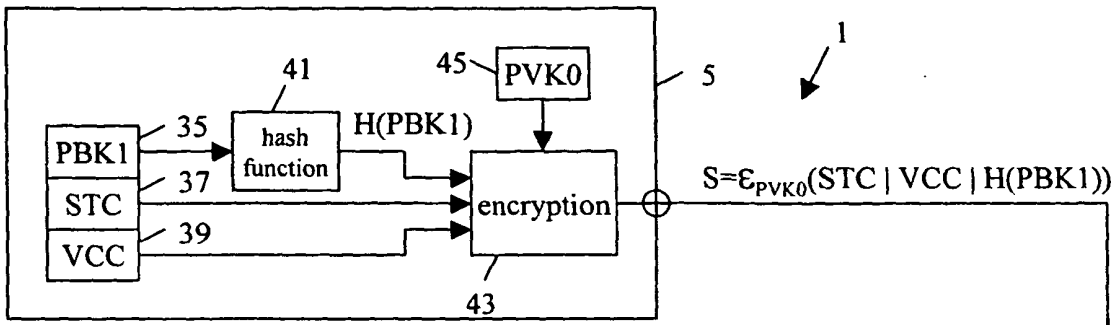 1
45
PVK0
5
41
35
hash
function
H(PBK1)
PBK1
37
S=ε_PVK0(STC | VCC | H(PBK1))
STC
encryption
39
VCC
43